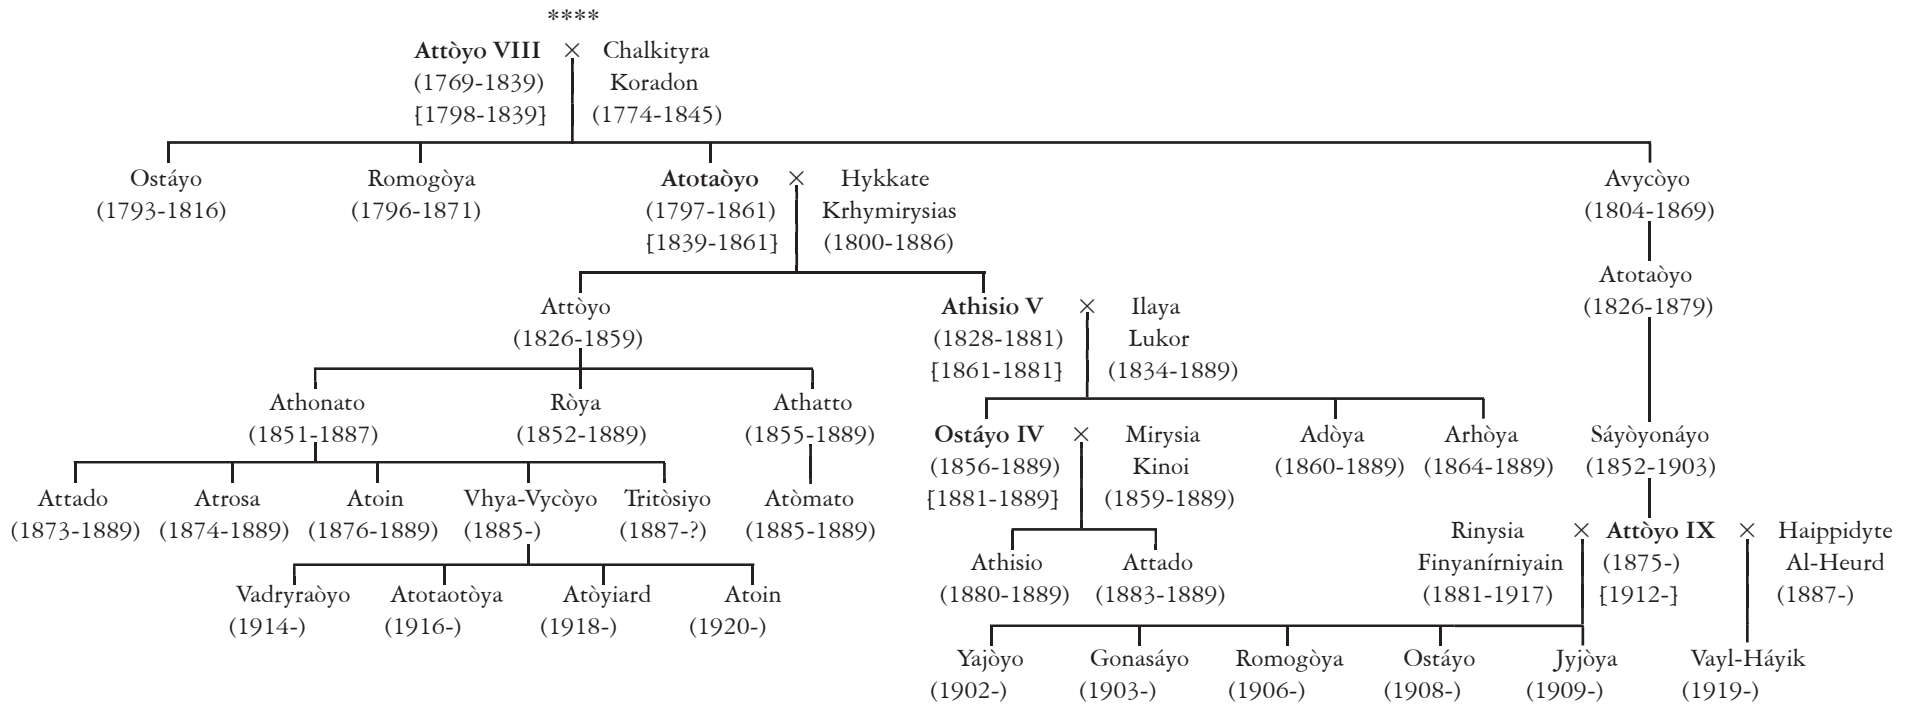 ****
Attòyo VIII × Chalkityra
(1769-1839) Koradon
[1798-1839] (1774-1845)
Ostáyo Romogòya Atotaòyo × Hykkate Avycòyo
(1793-1816) (1796-1871) (1797-1861) Krhymirysias (1804-1869)
[1839-1861] (1800-1886)
Atotaòyo
(1826-1879)
Attòyo Athisio V × Ilaya
(1826-1859) (1828-1881) Lukor
[1861-1881] (1834-1889)
Athonato Ròya Athatto
(1851-1887) (1852-1889) (1855-1889)
Ostáyo IV × Mirysia Adòya Arhòya Sáyòyonáyo
(1856-1889) Kinoi (1860-1889) (1864-1889) (1852-1903)
[1881-1889] (1859-1889)
Attado Atrosa Atoin Vhya-Vycòyo Tritòsiyo Atòmato
(1873-1889) (1874-1889) (1876-1889) (1885-) (1887-?) (1885-1889)
Rinysia × Attòyo IX × Haippidyte
Finyanírniyain (1875-) Al-Heurd
(1881-1917) [1912-] (1887-)
Athisio Attado
(1880-1889) (1883-1889)
Vadryraòyo Atotaotòya Atòyiard Atoin
(1914-) (1916-) (1918-) (1920-)
Yajòyo Gonasáyo Romogòya Ostáyo Jyjòya Vayl-Háyik
(1902-) (1903-) (1906-) (1908-) (1909-) (1919-)